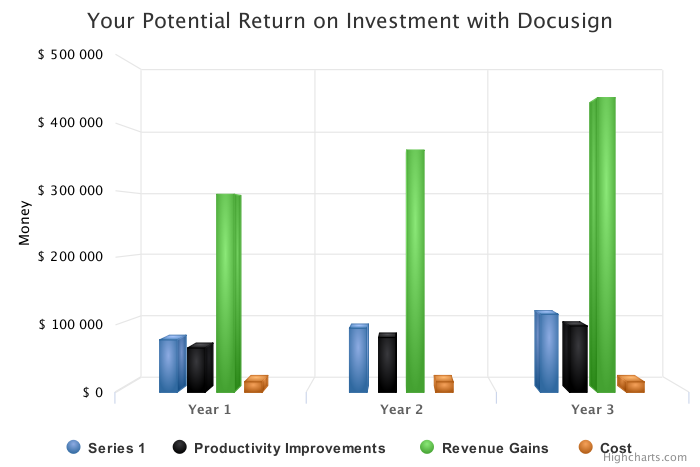 Your Potential Return on Investment with Docusign
$ 500 000
$ 400 000
$ 300 000
$ 200 000
$ 100 000
$ 0
Money
Year 1 Year 2 Year 3
Series 1 Productivity Improvements Revenue Gains Cost
Highcharts.com